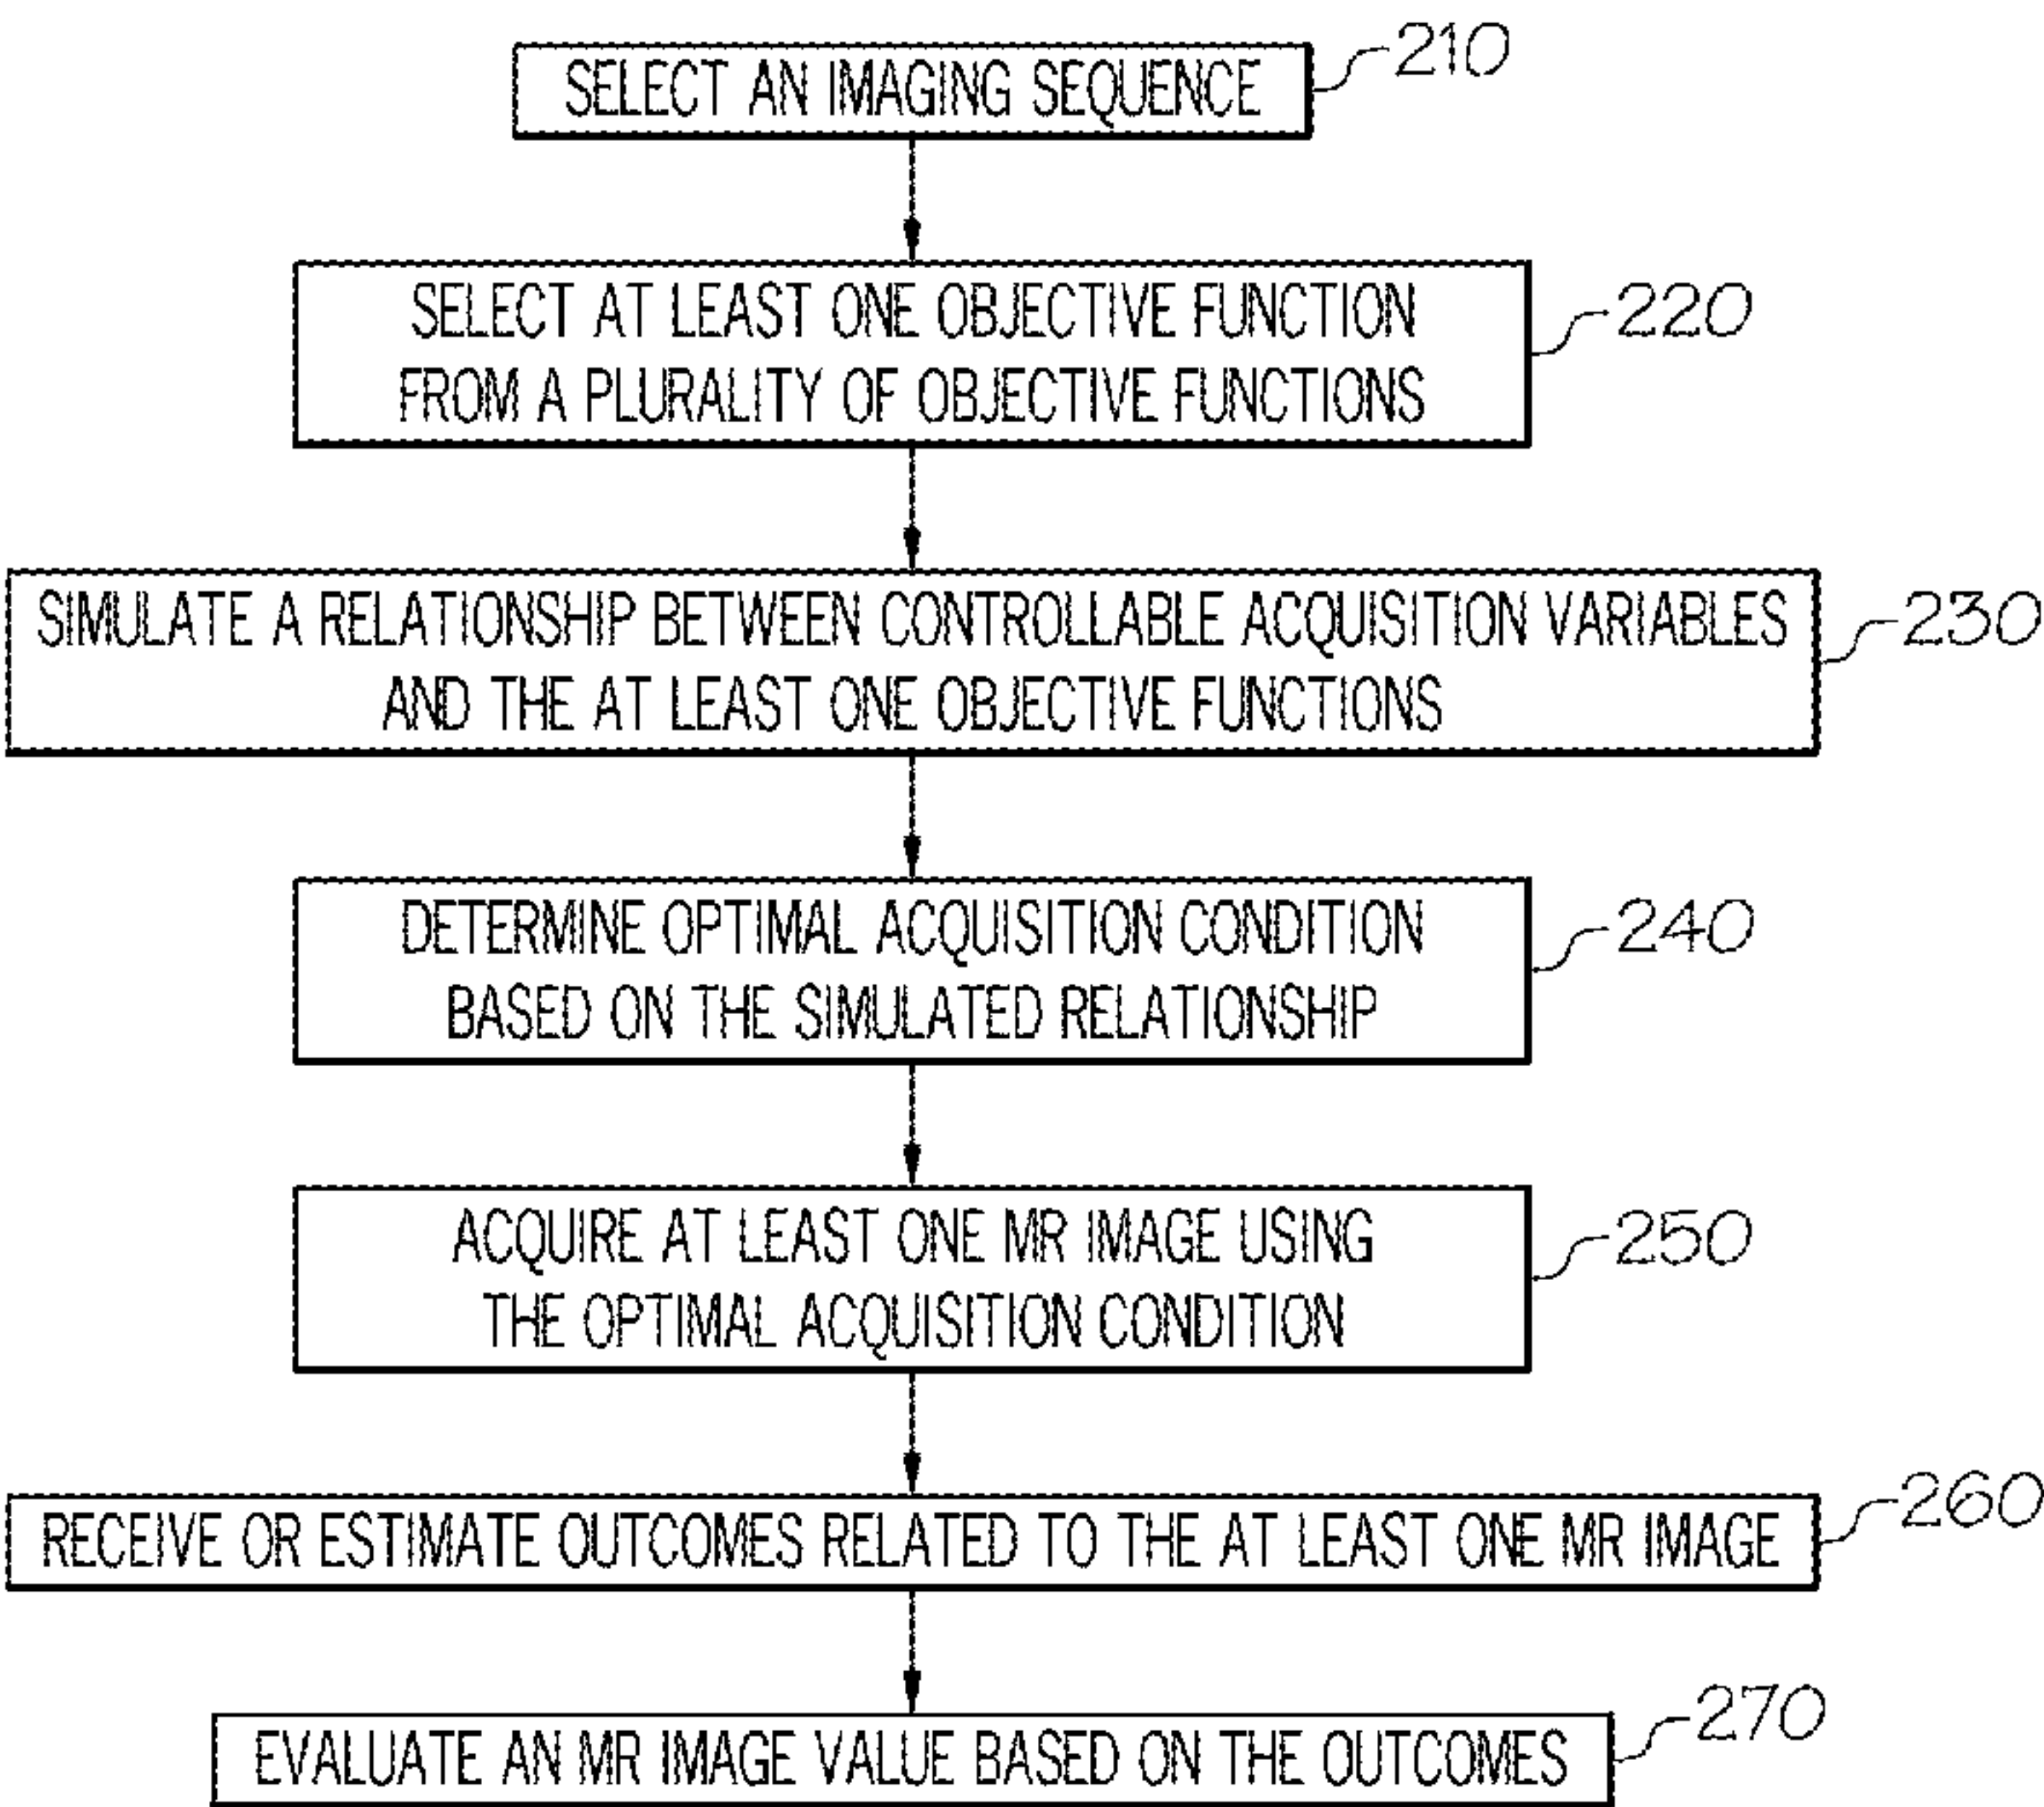 SELECT AN IMAGING SEQUENCE
210
SELECT AT LEAST ONE OBJECTIVE FUNCTION
FROM A PLURALITY OF OBJECTIVE FUNCTIONS
220
SIMULATE A RELATIONSHIP BETWEEN CONTROLLABLE ACQUISITION VARIABLES
AND THE AT LEAST ONE OBJECTIVE FUNCTIONS
230
DETERMINE OPTIMAL ACQUISITION CONDITION
BASED ON THE SIMULATED RELATIONSHIP
240
ACQUIRE AT LEAST ONE MR IMAGE USING
THE OPTIMAL ACQUISITION CONDITION
250
RECEIVE OR ESTIMATE OUTCOMES RELATED TO THE AT LEAST ONE MR IMAGE
260
EVALUATE AN MR IMAGE VALUE BASED ON THE OUTCOMES
270